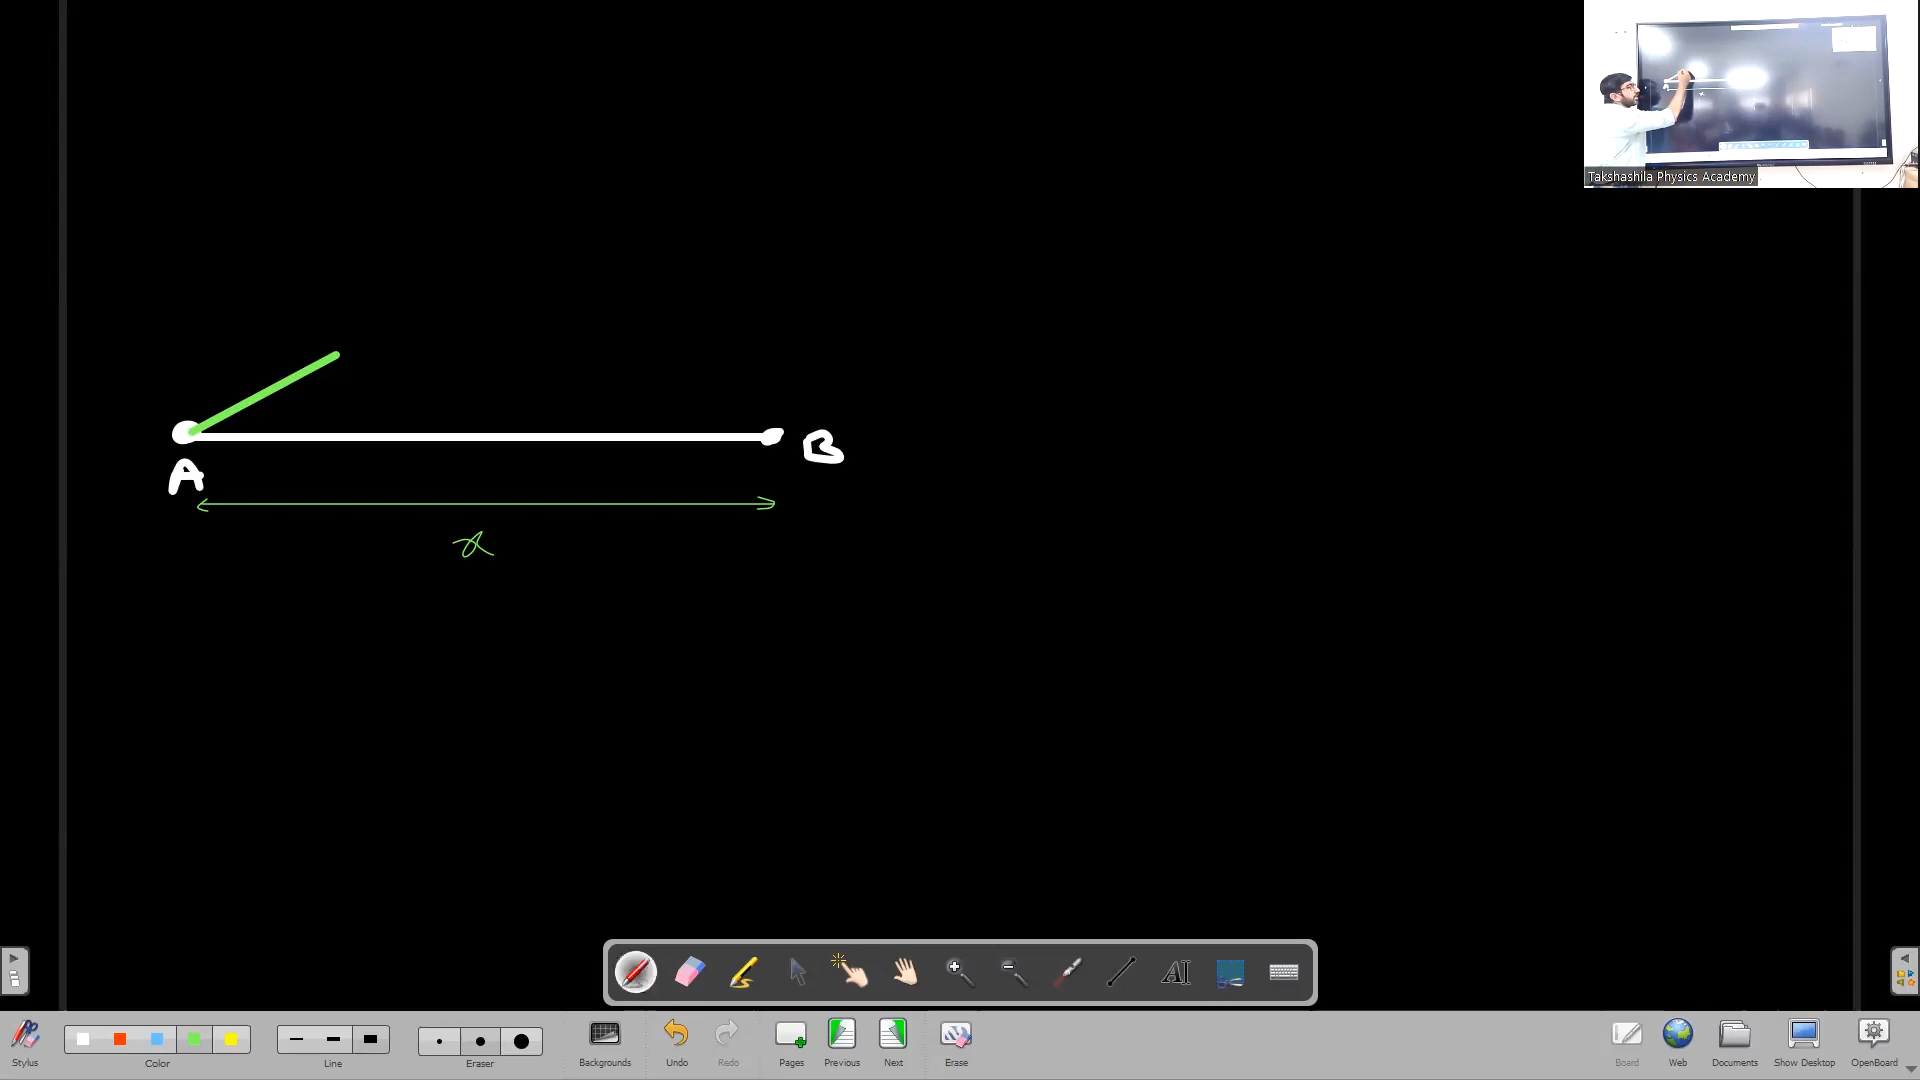 Takshashila Physics Academy
A
B
x
AI
Stylus
Color
Line
Eraser
Backgrounds
Undo
Redo
Pages
Previous
Next
Erase
Board
Web
Documents
Show Desktop
OpenBoard